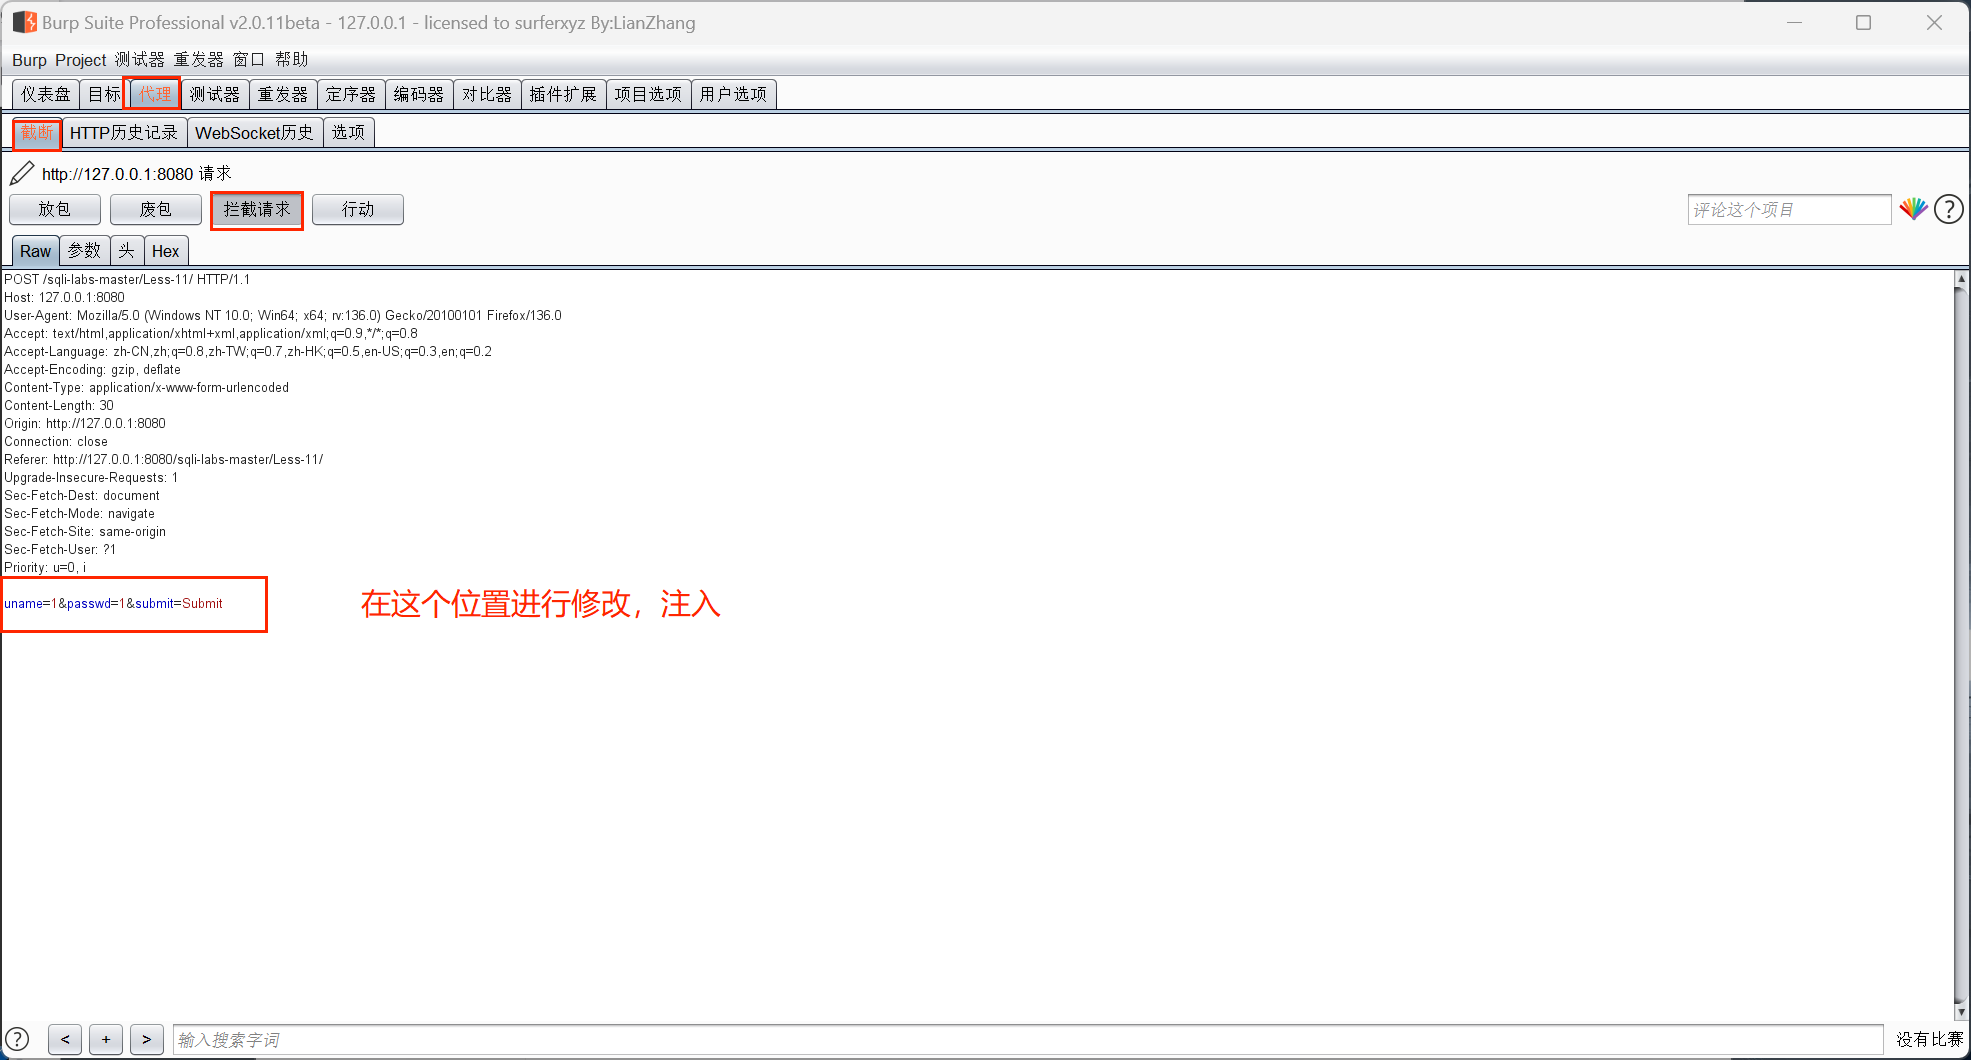 Burp Suite Professional v2.0.11beta - 127.0.0.1 - licensed to surferxyz By:LianZhang
Burp Project 测试器 重发器 窗口 帮助
仪表盘 目标 代理 测试器 重发器 定序器 编码器 对比器 插件扩展 项目选项 用户选项
截断 HTTP历史记录 WebSocket历史 选项
http://127.0.0.1:8080 请求
放包 废包 拦截请求 行动 评论这个项目 ?
Raw 参数 头 Hex
POST /sqli-labs-master/Less-11/ HTTP/1.1
Host: 127.0.0.1:8080
User-Agent: Mozilla/5.0 (Windows NT 10.0; Win64; x64; rv:136.0) Gecko/20100101 Firefox/136.0
Accept: text/html,application/xhtml+xml,application/xml;q=0.9,*/*;q=0.8
Accept-Language: zh-CN,zh;q=0.8,zh-TW;q=0.7,zh-HK;q=0.5,en-US;q=0.3,en;q=0.2
Accept-Encoding: gzip, deflate
Content-Type: application/x-www-form-urlencoded
Content-Length: 30
Origin: http://127.0.0.1:8080
Connection: close
Referer: http://127.0.0.1:8080/sqli-labs-master/Less-11/
Upgrade-Insecure-Requests: 1
Sec-Fetch-Dest: document
Sec-Fetch-Mode: navigate
Sec-Fetch-Site: same-origin
Sec-Fetch-User: ?1
Priority: u=0, i
uname=1&passwd=1&submit=Submit 在这个位置进行修改，注入
? < + > 输入搜索字词 没有比赛